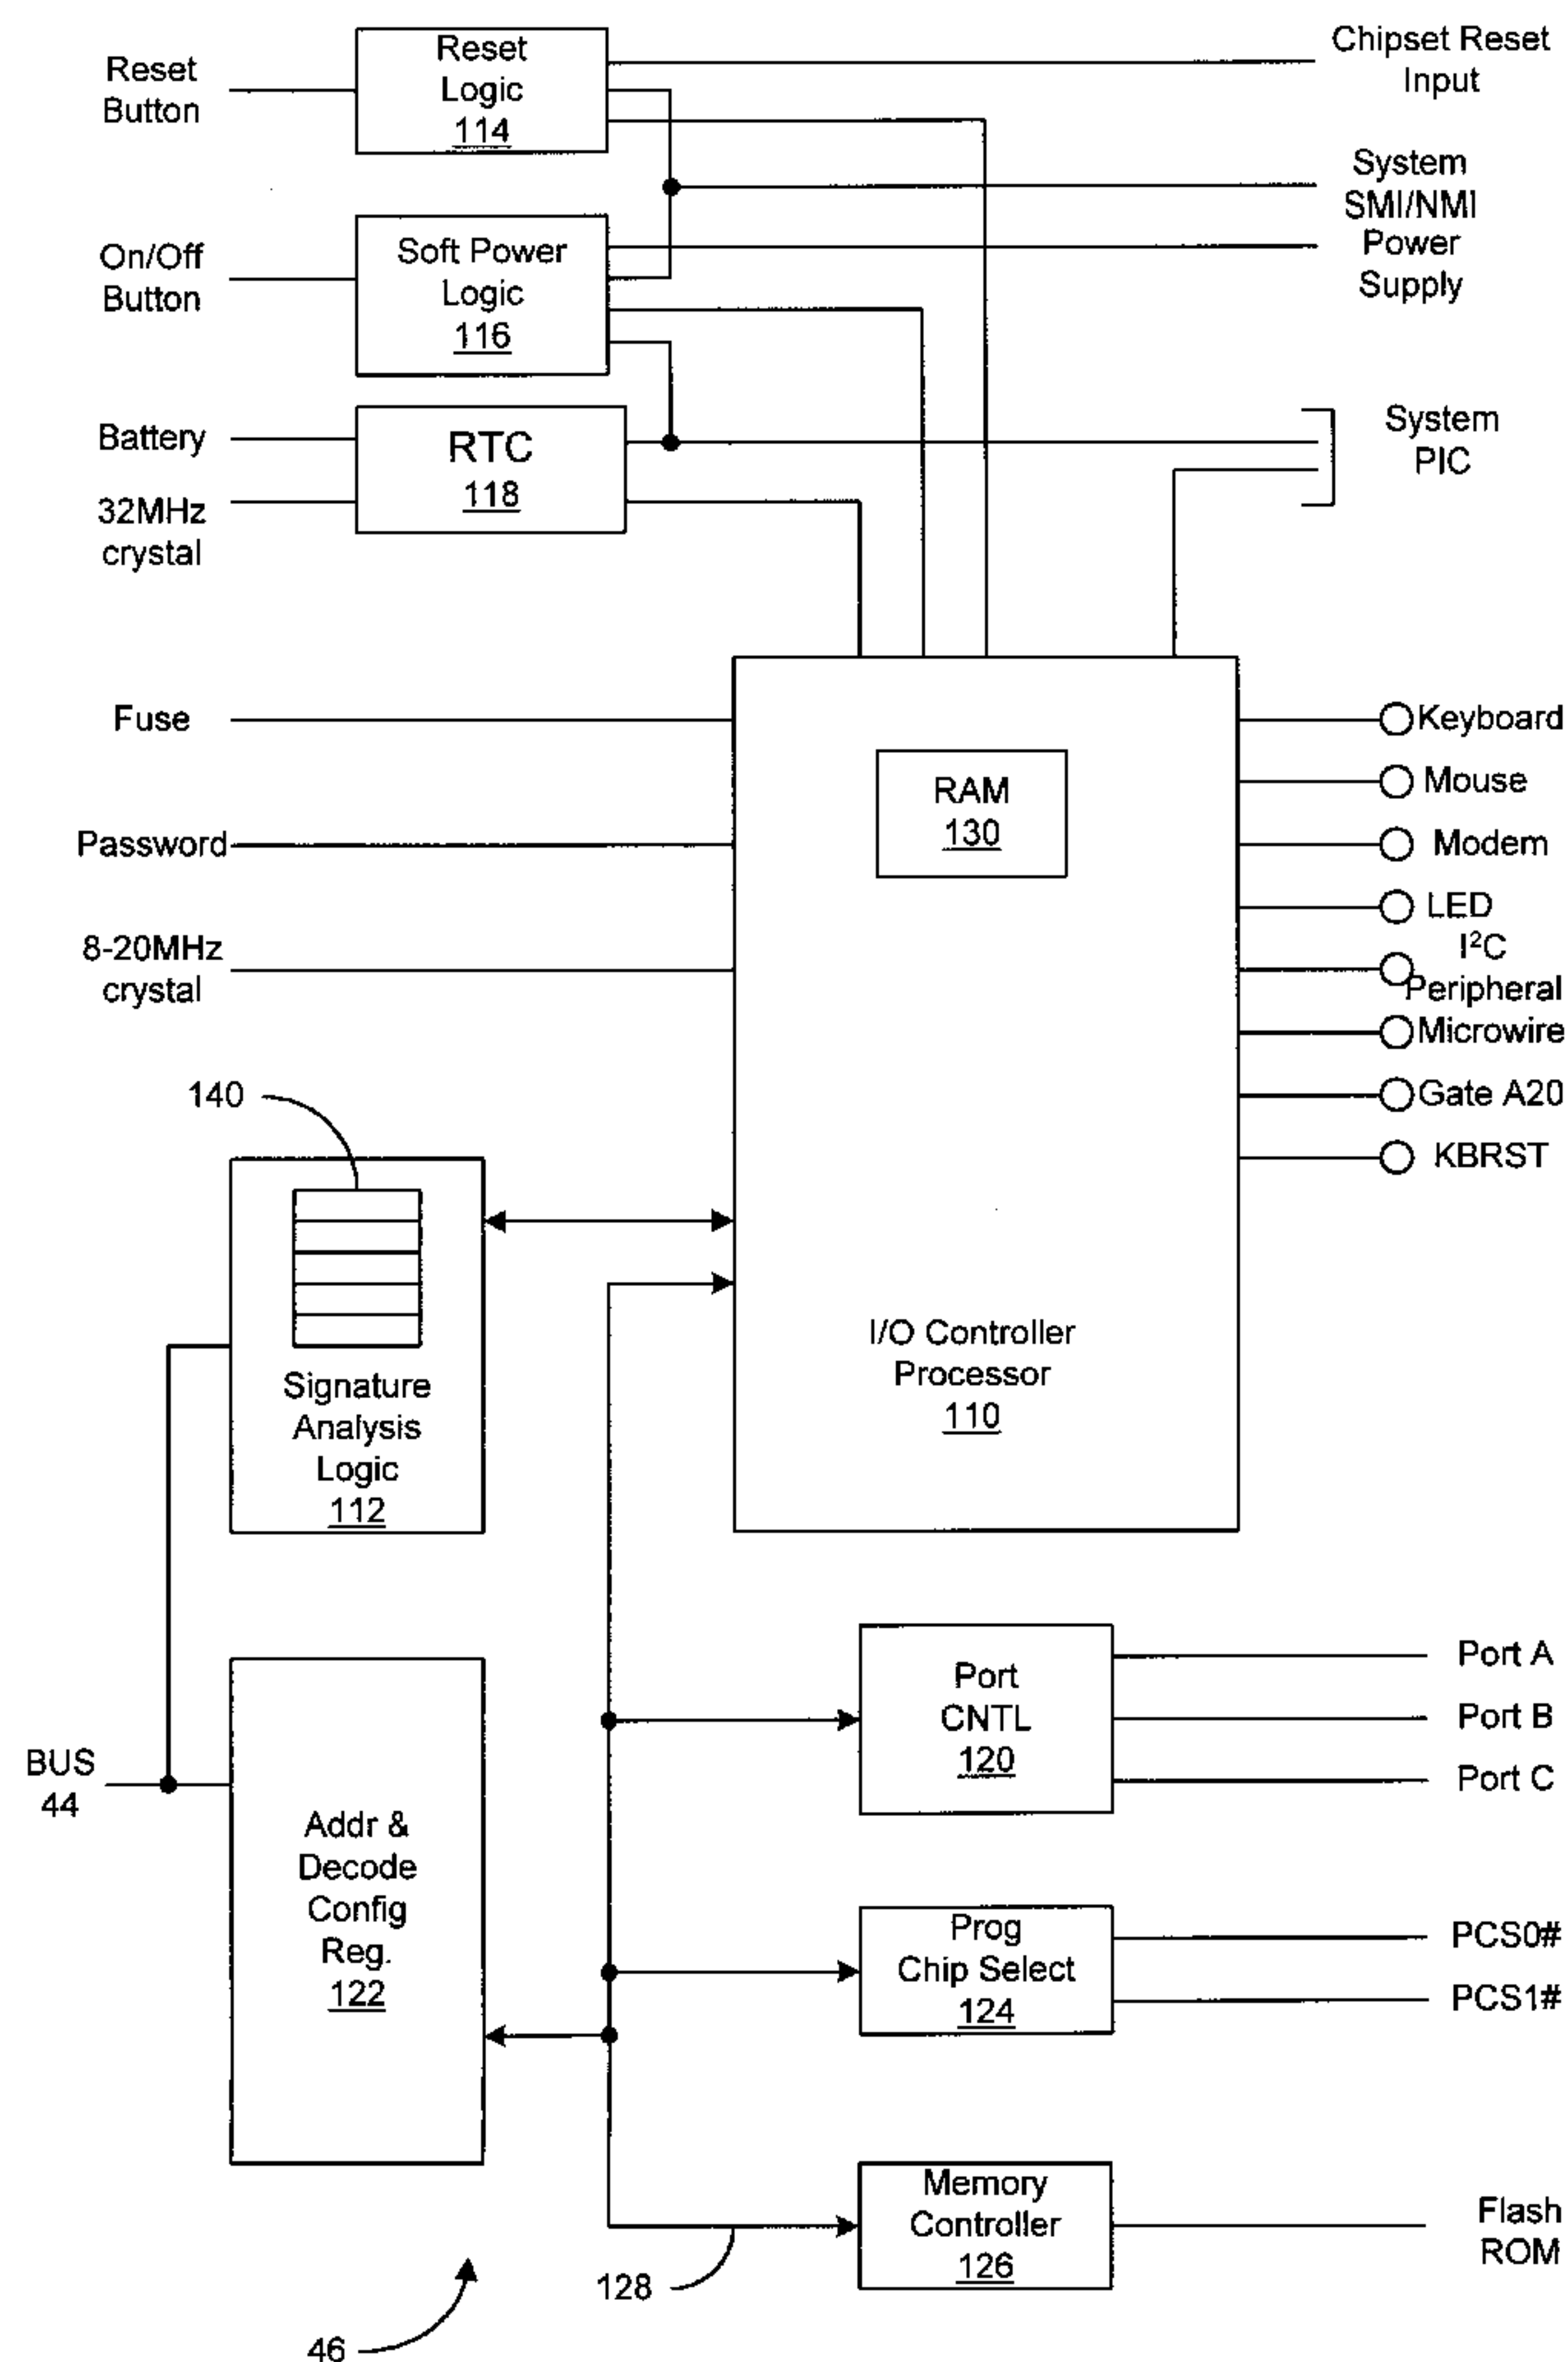 Reset
Button
Reset
Logic
114
Chipset Reset
Input
System
SMI/NMI
On/Off
Button
Soft Power
Logic
116
Power
Supply
Battery
32MHz
crystal
RTC
118
System
PIC
Fuse
Password
8-20MHz
crystal
RAM
130
Keyboard
Mouse
Modem
LED
I²C
Peripheral
Microwire
Gate A20
KBRST
140
Signature
Analysis
Logic
112
I/O Controller
Processor
110
BUS
44
Addr &
Decode
Config
Reg.
122
Port
CNTL
120
Port A
Port B
Port C
Prog
Chip Select
124
PCS0#
PCS1#
Memory
Controller
126
Flash
ROM
128
46